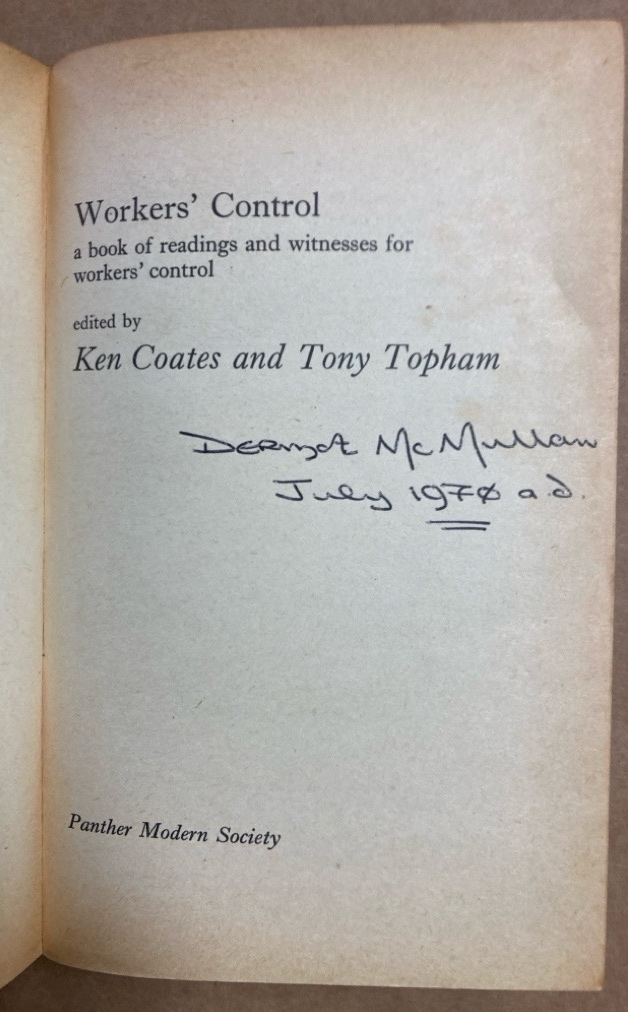 Workers' Control
a book of readings and witnesses for
workers' control
edited by
Ken Coates and Tony Topham
Dermot McMullan
July 1970 a.d.
Panther Modern Society